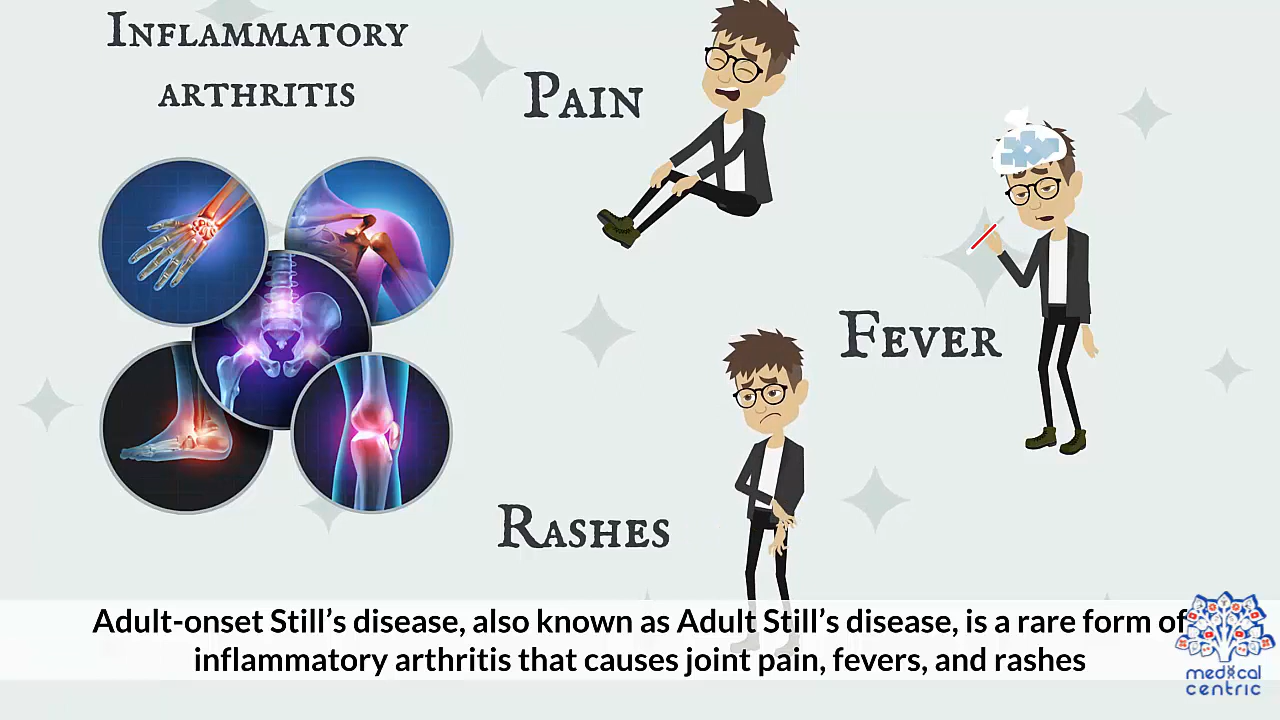 Inflammatory
arthritis
Pain
Fever
Rashes
Adult-onset Still's disease, also known as Adult Still's disease, is a rare form of
inflammatory arthritis that causes joint pain, fevers, and rashes
medical
centric